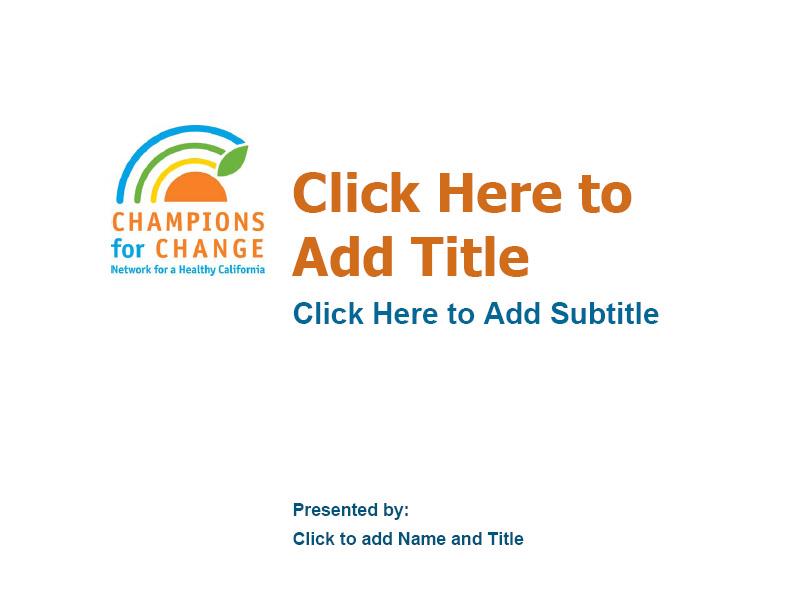 CHAMPIONS
for CHANGE
Network for a Healthy California
Click Here to
Add Title
Click Here to Add Subtitle
Presented by:
Click to add Name and Title